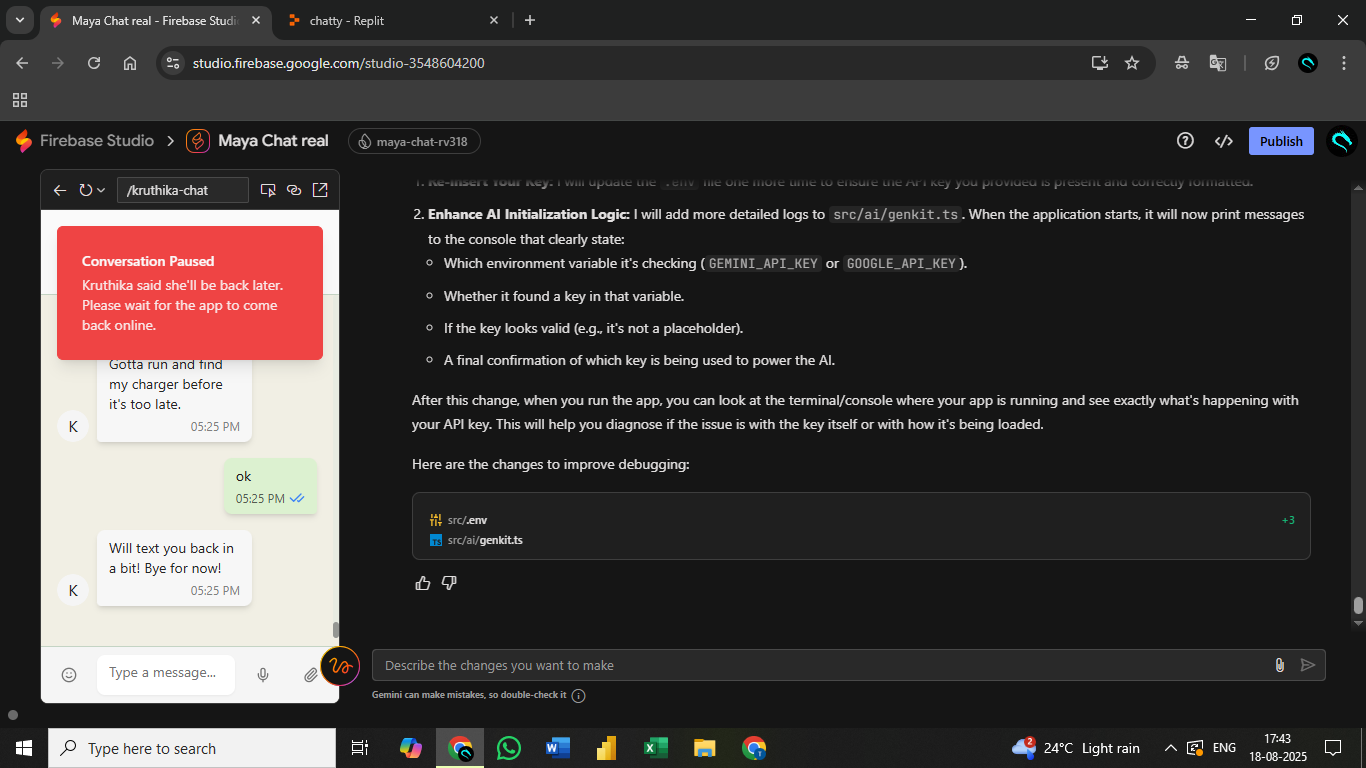 Maya Chat real - Firebase Studi
chatty - Replit
studio.firebase.google.com/studio-3548604200
Firebase Studio
Maya Chat real
maya-chat-rv318
Publish
/kruthika-chat
Conversation Paused
Kruthika said she'll be back later.
Please wait for the app to come
back online.
Gotta run and find
my charger before
it's too late.
K
05:25 PM
ok
05:25 PM
Will text you back in
a bit! Bye for now!
K
05:25 PM
Type a message...
1. Re-insert Your Key: I will update the .env file one more time to ensure the API key you provided is present and correctly formatted.
2. Enhance AI Initialization Logic: I will add more detailed logs to src/ai/genkit.ts. When the application starts, it will now print messages
to the console that clearly state:
Which environment variable it's checking (GEMINI_API_KEY or GOOGLE_API_KEY).
Whether it found a key in that variable.
If the key looks valid (e.g., it's not a placeholder).
A final confirmation of which key is being used to power the AI.
After this change, when you run the app, you can look at the terminal/console where your app is running and see exactly what's happening with
your API key. This will help you diagnose if the issue is with the key itself or with how it's being loaded.
Here are the changes to improve debugging:
src/.env
+3
TS src/ai/genkit.ts
Describe the changes you want to make
Gemini can make mistakes, so double-check it
Type here to search
2
24°C Light rain
ENG
17:43
18-08-2025